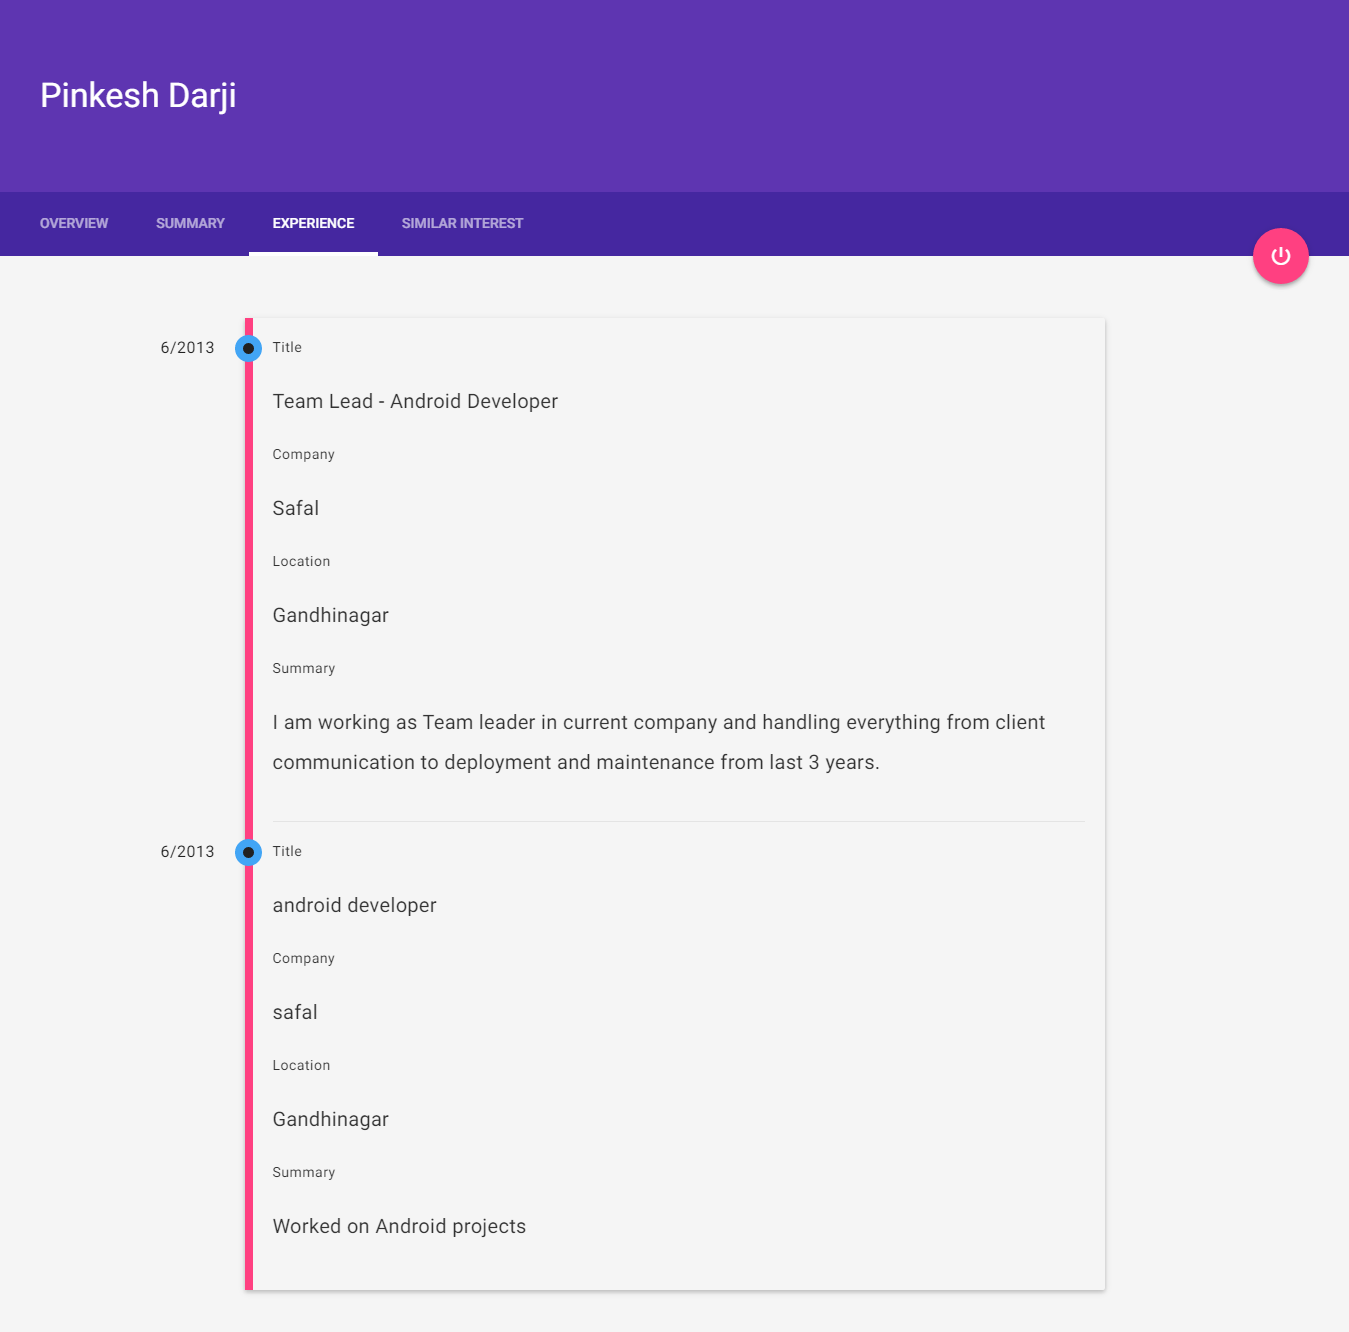 Pinkesh Darji
OVERVIEW SUMMARY EXPERIENCE SIMILAR INTEREST
6/2013 Title
Team Lead - Android Developer
Company
Safal
Location
Gandhinagar
Summary
I am working as Team leader in current company and handling everything from client
communication to deployment and maintenance from last 3 years.
6/2013 Title
android developer
Company
safal
Location
Gandhinagar
Summary
Worked on Android projects